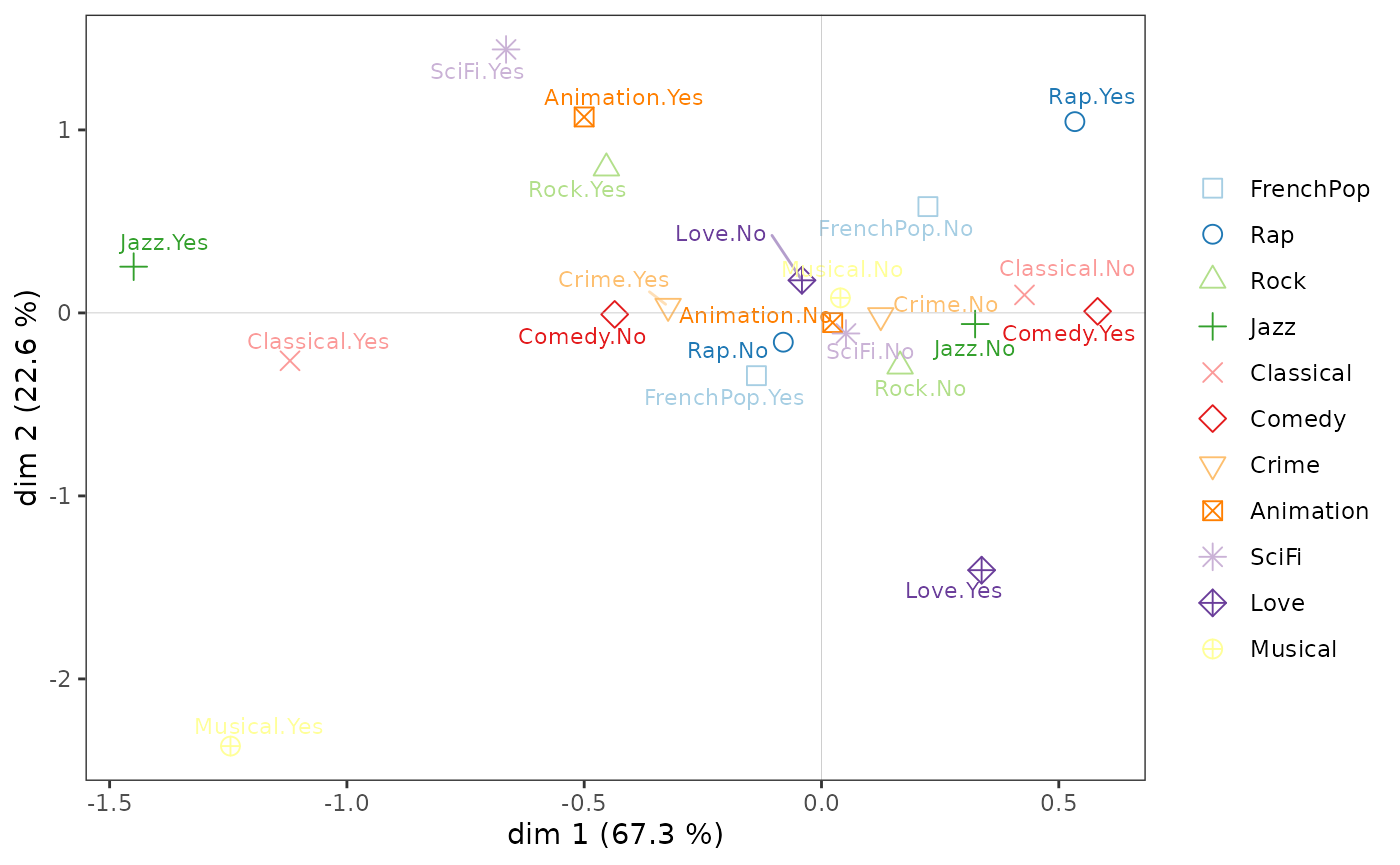 SciFi.Yes
Animation.Yes
Rap.Yes
1
Rock.Yes
FrenchPop.No
Love.No
Jazz.Yes
Musical.No
Classical.No
Crime.Yes
Crime.No
0
Animation.No
Comedy.No
Comedy.Yes
Classical.Yes
Rap.No
SciFi.No
Jazz.No
Rock.No
FrenchPop.Yes
-1
Love.Yes
-2
Musical.Yes
-1.5
-1.0
-0.5
0.0
0.5
dim 1 (67.3 %)
dim 2 (22.6 %)
FrenchPop
Rap
Rock
Jazz
Classical
Comedy
Crime
Animation
SciFi
Love
Musical